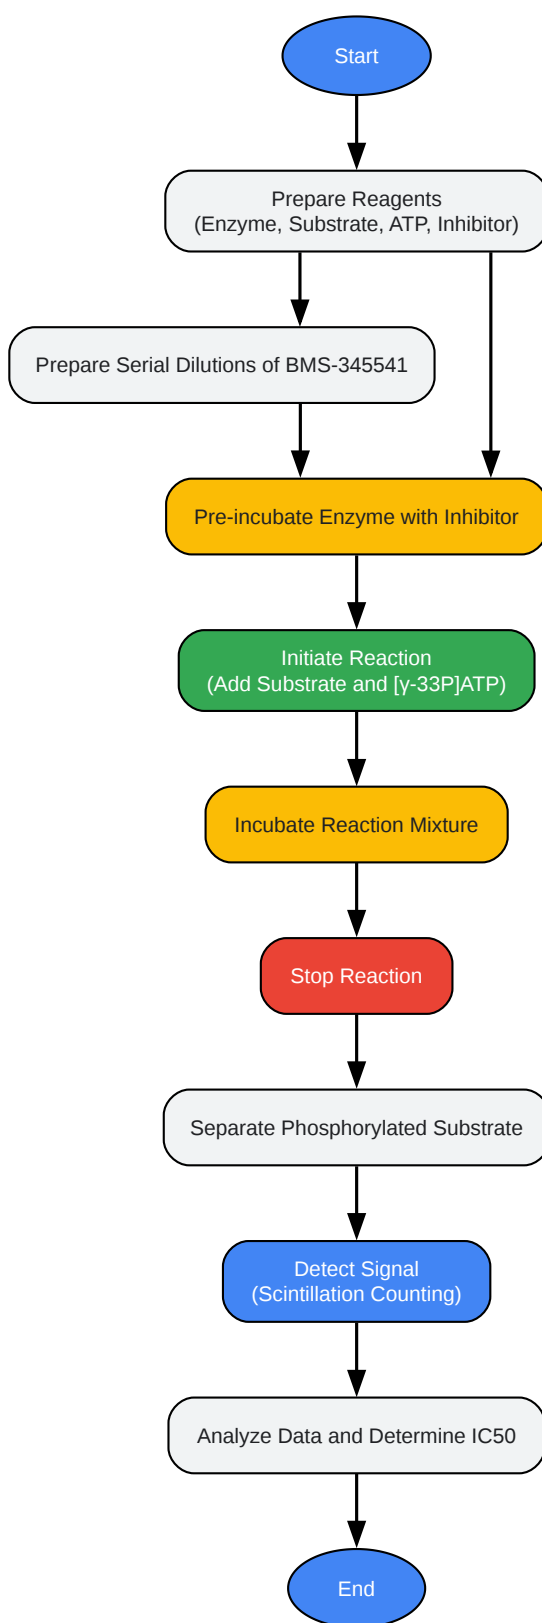 Start
Prepare Reagents
(Enzyme, Substrate, ATP, Inhibitor)
Prepare Serial Dilutions of BMS-345541
Pre-incubate Enzyme with Inhibitor
Initiate Reaction
(Add Substrate and [γ-33P]ATP)
Incubate Reaction Mixture
Stop Reaction
Separate Phosphorylated Substrate
Detect Signal
(Scintillation Counting)
Analyze Data and Determine IC50
End